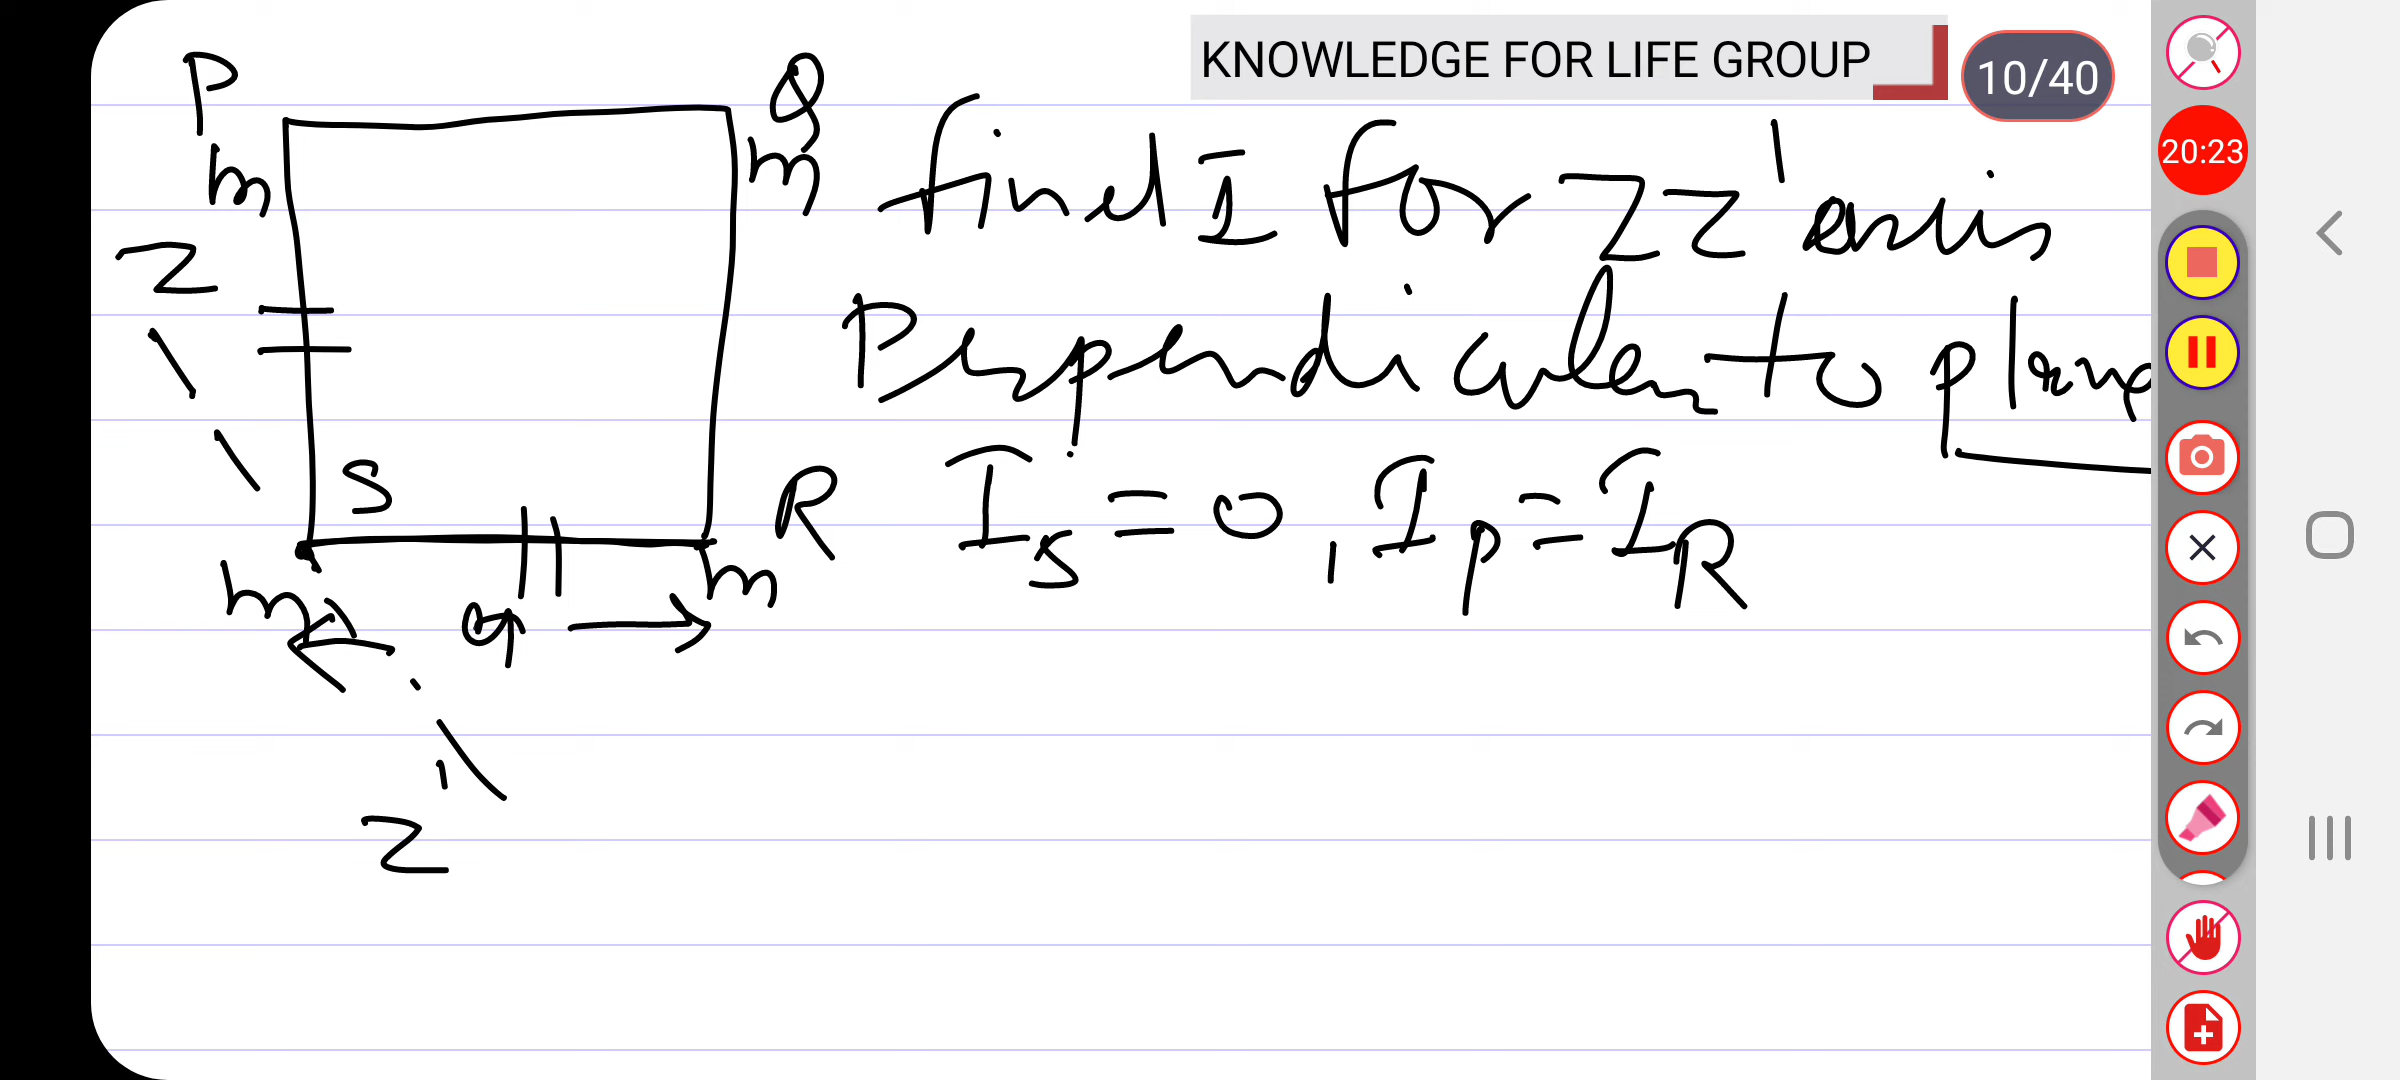 KNOWLEDGE FOR LIFE GROUP
10/40
20:23
P Q
m m
find I for ZZ' axis
Z
Perpendicular to plane
S R
I_S = 0, I_P = I_R
m a m
Z'